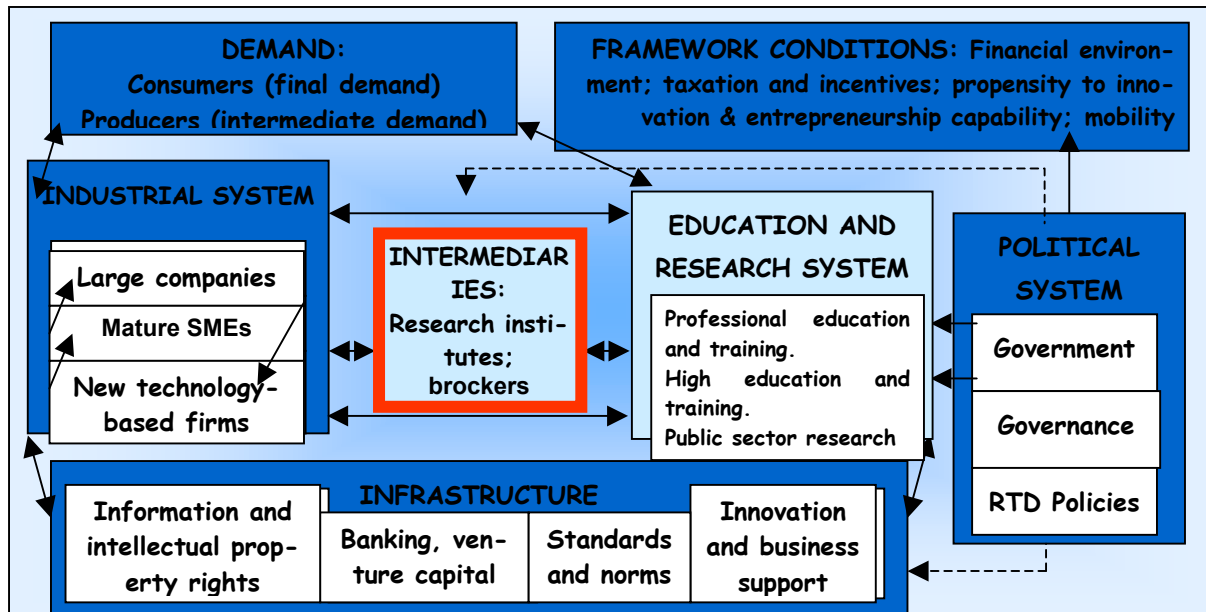 DEMAND:
Consumers (final demand)
Producers (intermediate demand)
FRAMEWORK CONDITIONS: Financial environ-
ment; taxation and incentives; propensity to inno-
vation & entrepreneurship capability; mobility
INDUSTRIAL SYSTEM
Large companies
Mature SMEs
New technology-
based firms
INTERMEDIAR
IES:
Research insti-
tutes;
brockers
EDUCATION AND
RESEARCH SYSTEM
Professional education
and training.
High education and
training.
Public sector research
POLITICAL
SYSTEM
Government
Governance
RTD Policies
INFRASTRUCTURE
Information and
intellectual prop-
erty rights
Banking, ven-
ture capital
Standards
and norms
Innovation
and business
support